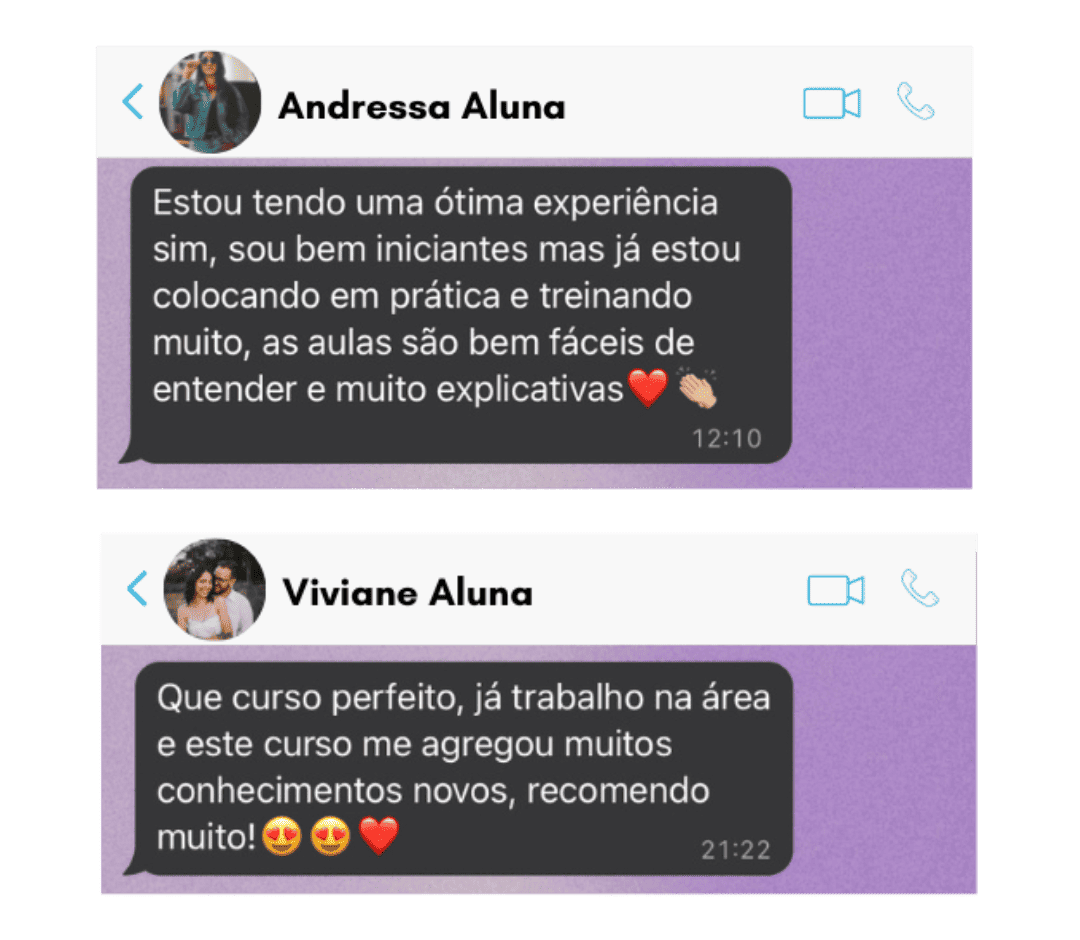 Andressa Aluna
Estou tendo uma ótima experiência
sim, sou bem iniciantes mas já estou
colocando em prática e treinando
muito, as aulas são bem fáceis de
entender e muito explicativas❤️👏🏼
12:10
Viviane Aluna
Que curso perfeito, já trabalho na área
e este curso me agregou muitos
conhecimentos novos, recomendo
muito!😍😍❤️
21:22